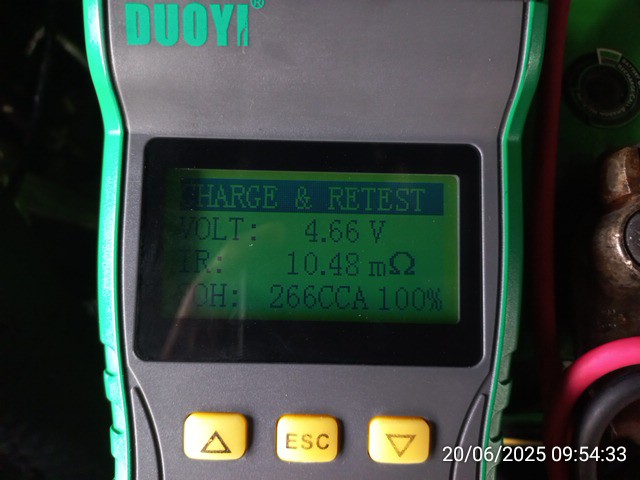 DUOYI®
CHARGE & RETEST
VOLT: 4.66 V
IR: 10.48 mΩ
SOH: 266CCA 100%
ESC
20/06/2025 09:54:33